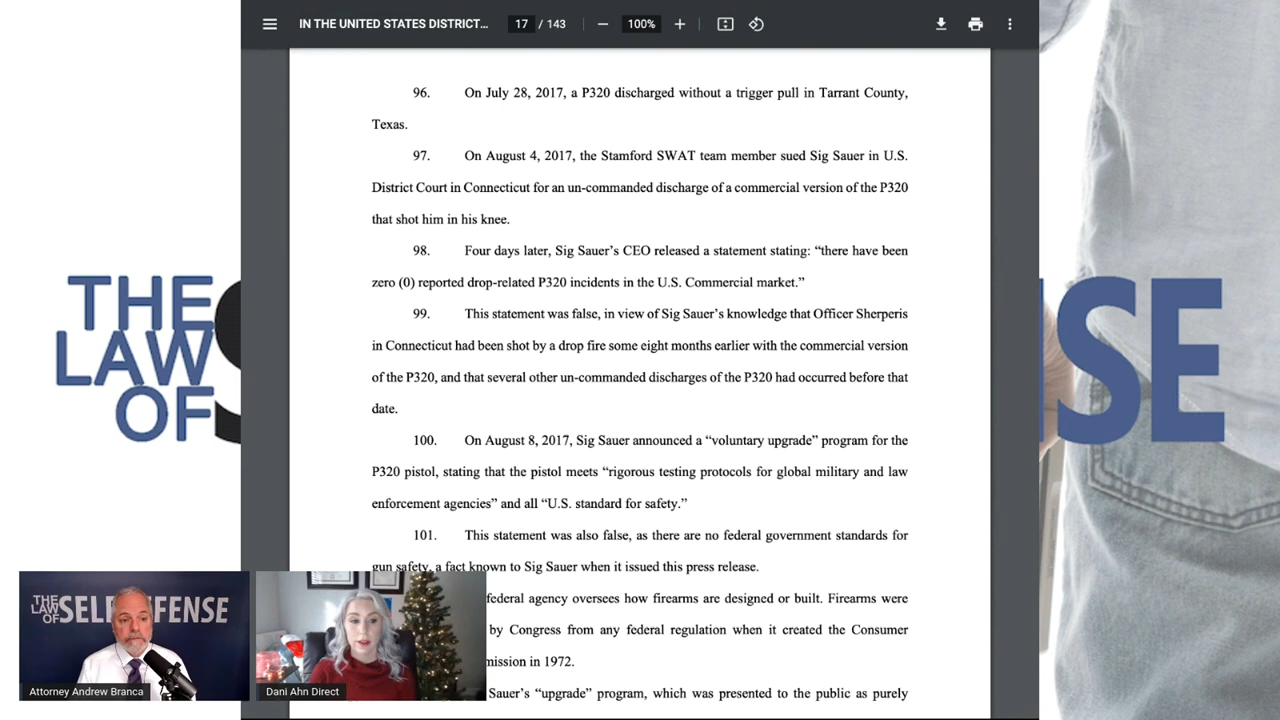 IN THE UNITED STATES DISTRICT...
17 / 143
100%
96. On July 28, 2017, a P320 discharged without a trigger pull in Tarrant County,
Texas.
97. On August 4, 2017, the Stamford SWAT team member sued Sig Sauer in U.S.
District Court in Connecticut for an un-commanded discharge of a commercial version of the P320
that shot him in his knee.
98. Four days later, Sig Sauer’s CEO released a statement stating: “there have been
zero (0) reported drop-related P320 incidents in the U.S. Commercial market.”
99. This statement was false, in view of Sig Sauer’s knowledge that Officer Sherperis
in Connecticut had been shot by a drop fire some eight months earlier with the commercial version
of the P320, and that several other un-commanded discharges of the P320 had occurred before that
date.
100. On August 8, 2017, Sig Sauer announced a “voluntary upgrade” program for the
P320 pistol, stating that the pistol meets “rigorous testing protocols for global military and law
enforcement agencies” and all “U.S. standard for safety.”
101. This statement was also false, as there are no federal government standards for
gun safety, a fact known to Sig Sauer when it issued this press release.
federal agency oversees how firearms are designed or built. Firearms were
by Congress from any federal regulation when it created the Consumer
mission in 1972.
Sauer’s “upgrade” program, which was presented to the public as purely
THE
LAW
OF
S
NSE
THE
LAW
OF
SELF
DEFENSE
Attorney Andrew Branca
Dani Ahn Direct